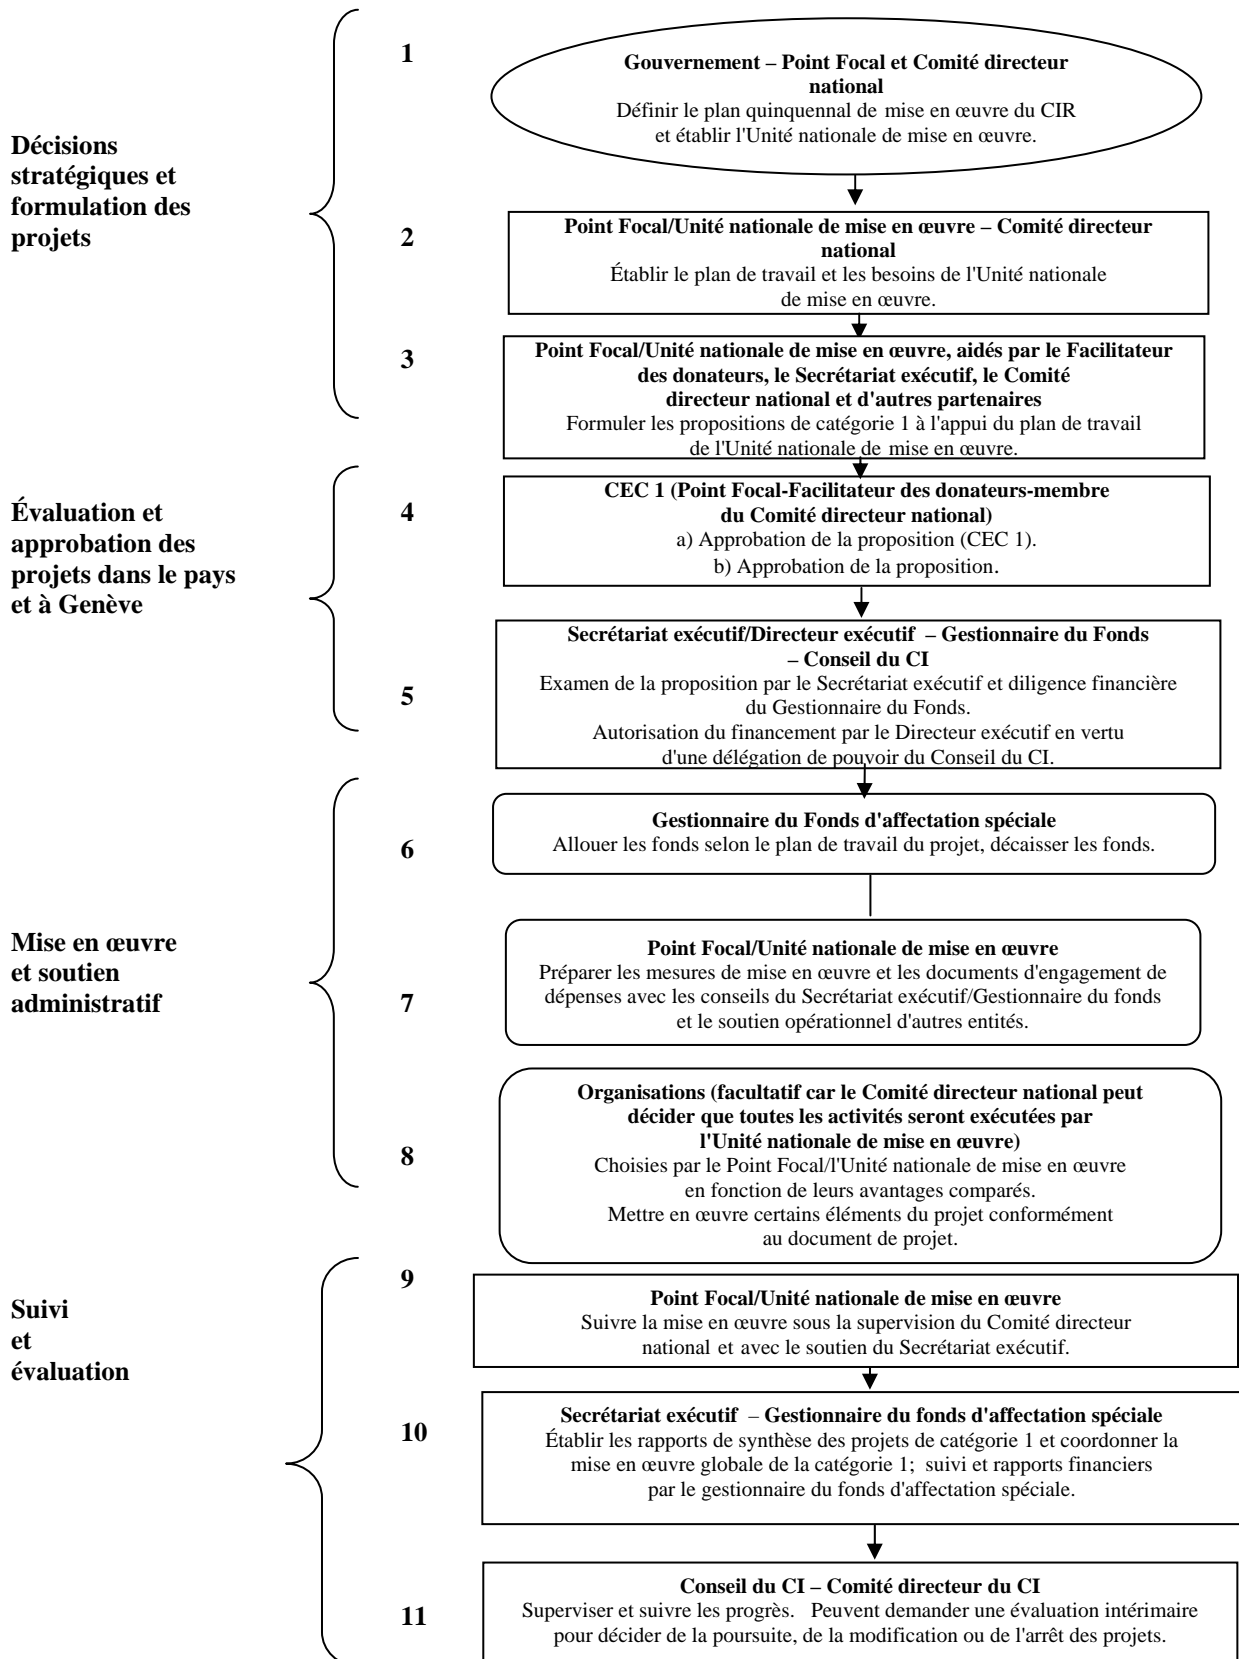 1
Gouvernement – Point Focal et Comité directeur
national
Définir le plan quinquennal de mise en œuvre du CIR
et établir l'Unité nationale de mise en œuvre.
Décisions
stratégiques et
formulation des
projets
2
Point Focal/Unité nationale de mise en œuvre – Comité directeur
national
Établir le plan de travail et les besoins de l'Unité nationale
de mise en œuvre.
3
Point Focal/Unité nationale de mise en œuvre, aidés par le Facilitateur
des donateurs, le Secrétariat exécutif, le Comité
directeur national et d'autres partenaires
Formuler les propositions de catégorie 1 à l'appui du plan de travail
de l'Unité nationale de mise en œuvre.
Évaluation et
approbation des
projets dans le pays
et à Genève
4
CEC 1 (Point Focal-Facilitateur des donateurs-membre
du Comité directeur national)
a) Approbation de la proposition (CEC 1).
b) Approbation de la proposition.
5
Secrétariat exécutif/Directeur exécutif – Gestionnaire du Fonds
– Conseil du CI
Examen de la proposition par le Secrétariat exécutif et diligence financière
du Gestionnaire du Fonds.
Autorisation du financement par le Directeur exécutif en vertu
d'une délégation de pouvoir du Conseil du CI.
6
Gestionnaire du Fonds d'affectation spéciale
Allouer les fonds selon le plan de travail du projet, décaisser les fonds.
Mise en œuvre
et soutien
administratif
7
Point Focal/Unité nationale de mise en œuvre
Préparer les mesures de mise en œuvre et les documents d'engagement de
dépenses avec les conseils du Secrétariat exécutif/Gestionnaire du fonds
et le soutien opérationnel d'autres entités.
8
Organisations (facultatif car le Comité directeur national peut
décider que toutes les activités seront exécutées par
l'Unité nationale de mise en œuvre)
Choisies par le Point Focal/l'Unité nationale de mise en œuvre
en fonction de leurs avantages comparés.
Mettre en œuvre certains éléments du projet conformément
au document de projet.
Suivi
et
évaluation
9
Point Focal/Unité nationale de mise en œuvre
Suivre la mise en œuvre sous la supervision du Comité directeur
national et avec le soutien du Secrétariat exécutif.
10
Secrétariat exécutif – Gestionnaire du fonds d'affectation spéciale
Établir les rapports de synthèse des projets de catégorie 1 et coordonner la
mise en œuvre globale de la catégorie 1; suivi et rapports financiers
par le gestionnaire du fonds d'affectation spéciale.
11
Conseil du CI – Comité directeur du CI
Superviser et suivre les progrès. Peuvent demander une évaluation intérimaire
pour décider de la poursuite, de la modification ou de l'arrêt des projets.